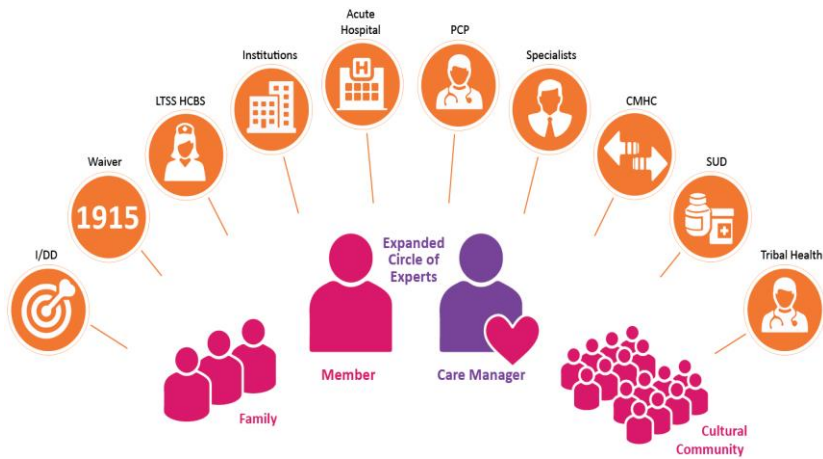 Acute
Hospital
PCP
Institutions
Specialists
LTSS HCBS
CMHC
Waiver
SUD
1915
I/DD
Tribal Health
H
Expanded
Circle of
Experts
Member
Care Manager
Family
Cultural
Community